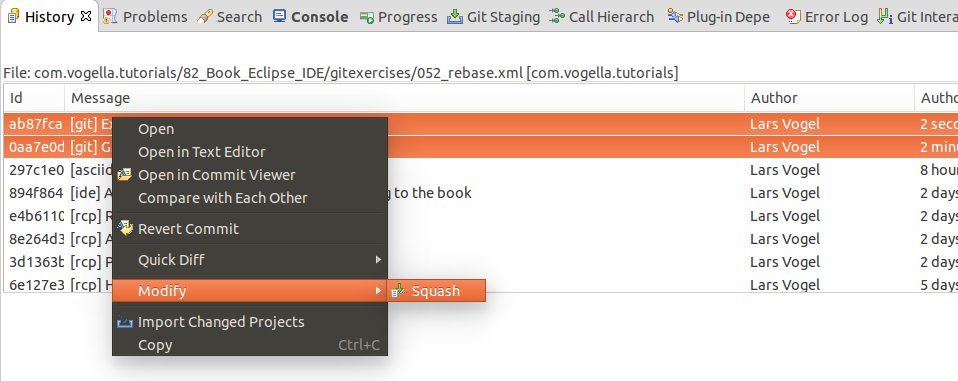 History Problems Search Console Progress Git Staging Call Hierarch Plug-in Depe Error Log Git Intera
File: com.vogella.tutorials/82_Book_Eclipse_IDE/gitexercises/052_rebase.xml [com.vogella.tutorials]
Id Message Author Autho
ab87fca [git] Ex Lars Vogel 2 seco
0aa7e0d [git] G Lars Vogel 2 minu
297c1e0 [asciid Lars Vogel 8 hour
894f864 [ide] A g to the book Lars Vogel 2 days
e4b6110 [rcp] R Lars Vogel 2 days
8e264d3 [rcp] A Lars Vogel 2 days
3d1363b [rcp] P Lars Vogel 2 days
6e127e3 [rcp] H Lars Vogel 5 days
Open
Open in Text Editor
Open in Commit Viewer
Compare with Each Other
Revert Commit
Quick Diff
Modify Squash
Import Changed Projects
Copy Ctrl+C